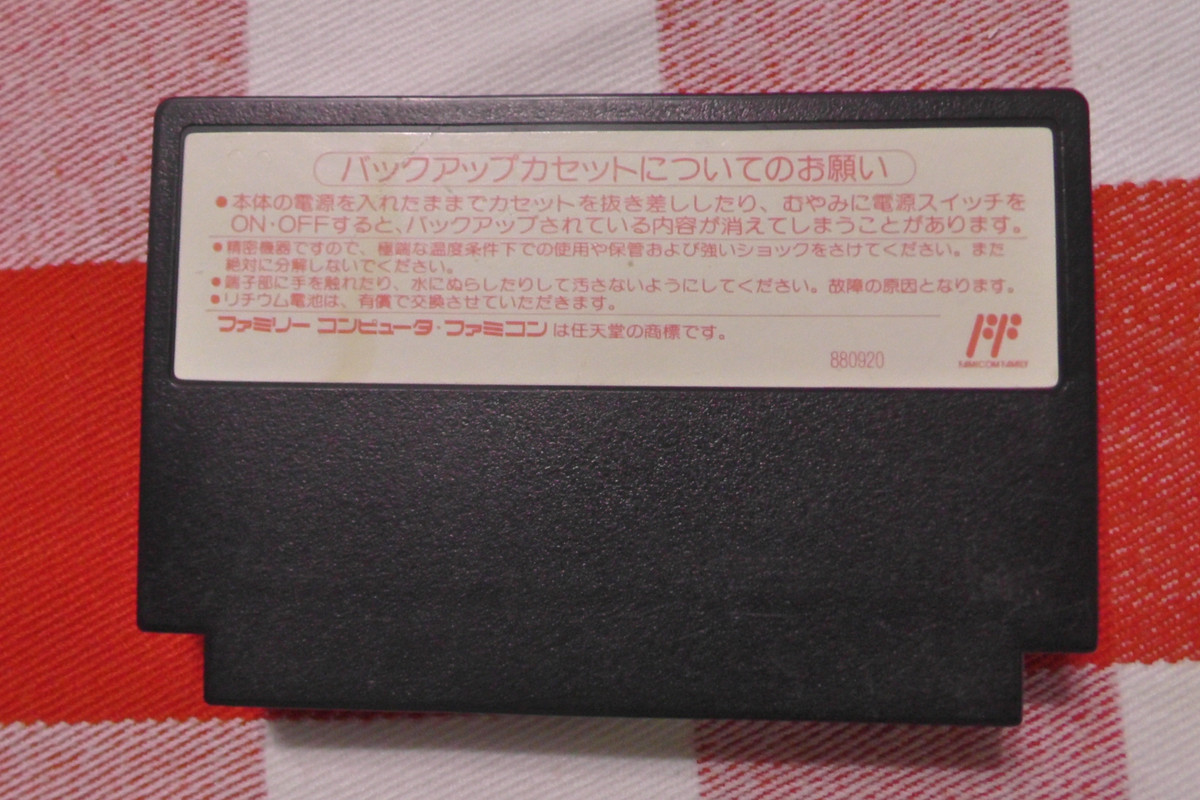 バックアップカセットについてのお願い
●本体の電源を入れたままでカセットを抜き差ししたり、むやみに電源スイッチを
ON・OFFすると、バックアップされている内容が消えてしまうことがあります。
●精密機器ですので、極端な温度条件下での使用や保管および強いショックをさけてください。また
絶対に分解しないでください。
●端子部に手を触れたり、水にぬらしたりして汚さないようにしてください。故障の原因となります。
●リチウム電池は、有償で交換させていただきます。
ファミリーコンピュータ・ファミコンは任天堂の商標です。
880920
FAMICOM FAMILY